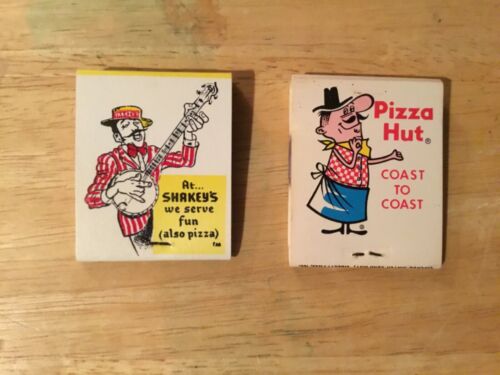 SHAKEY'S
At...
SHAKEY'S
we serve
fun
(also pizza)
Pizza
Hut®
COAST
TO
COAST
®